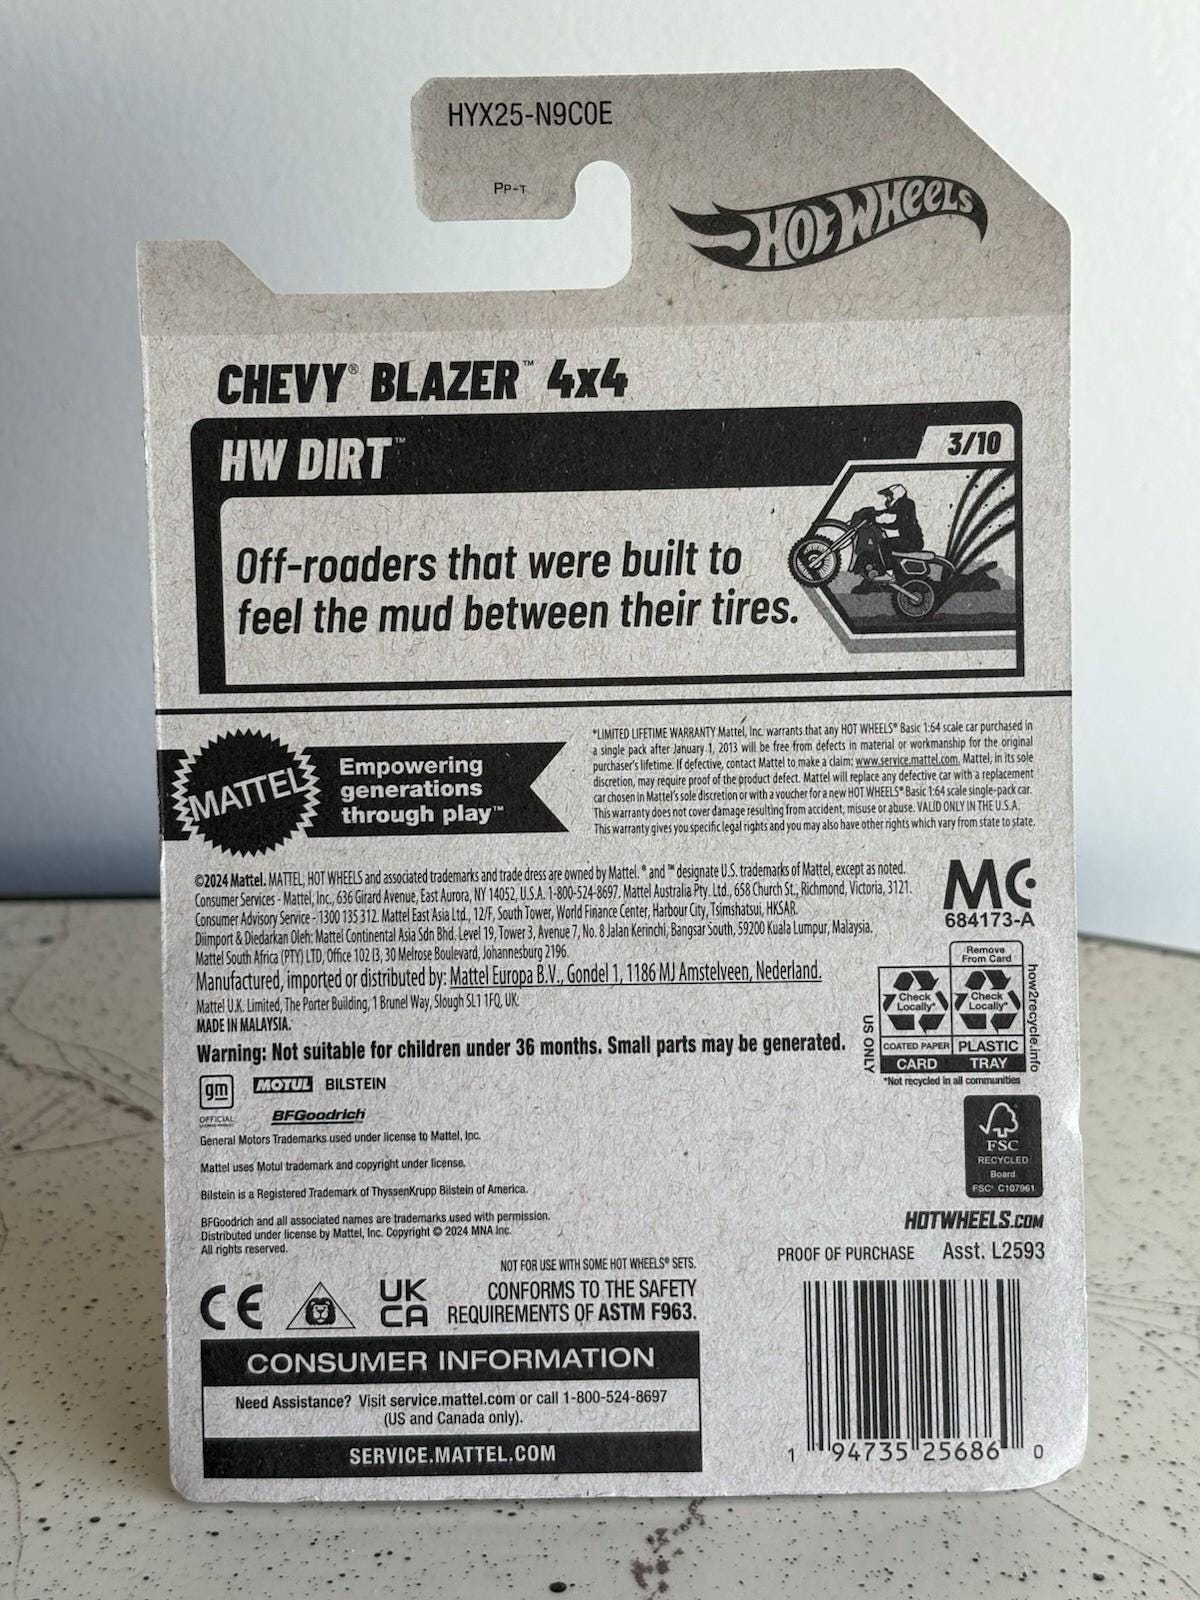 HYX25-N9C0E
PP-T
HOT WHEELS
CHEVY® BLAZER™ 4x4
HW DIRT™
3/10
Off-roaders that were built to
feel the mud between their tires.
MATTEL
Empowering
generations
through play™
*LIMITED LIFETIME WARRANTY Mattel, Inc. warrants that any HOT WHEELS® Basic 1:64 scale car purchased in
a single pack after January 1, 2013 will be free from defects in material or workmanship for the original
purchaser's lifetime. If defective, contact Mattel to make a claim: www.service.mattel.com. Mattel, in its sole
discretion, may require proof of the product defect. Mattel will replace any defective car with a replacement
car chosen in Mattel's sole discretion or with a voucher for a new HOT WHEELS® Basic 1:64 scale single-pack car.
This warranty does not cover damage resulting from accident, misuse or abuse. VALID ONLY IN THE U.S.A.
This warranty gives you specific legal rights and you may also have other rights which vary from state to state.
©2024 Mattel. MATTEL, HOT WHEELS and associated trademarks and trade dress are owned by Mattel. ® and ™ designate U.S. trademarks of Mattel, except as noted.
Consumer Services - Mattel, Inc., 636 Girard Avenue, East Aurora, NY 14052, U.S.A. 1-800-524-8697. Mattel Australia Pty. Ltd., 658 Church St., Richmond, Victoria, 3121.
Consumer Advisory Service - 1300 135 312. Mattel East Asia Ltd., 12/F, South Tower, World Finance Center, Harbour City, Tsimshatsui, HKSAR.
Diimport & Diedarkan Oleh: Mattel Continental Asia Sdn Bhd. Level 19, Tower 3, Avenue 7, No. 8 Jalan Kerinchi, Bangsar South, 59200 Kuala Lumpur, Malaysia.
Mattel South Africa (PTY) LTD, Office 102 I3, 30 Melrose Boulevard, Johannesburg 2196.
Manufactured, imported or distributed by: Mattel Europa B.V., Gondel 1, 1186 MJ Amstelveen, Nederland.
Mattel U.K. Limited, The Porter Building, 1 Brunel Way, Slough SL1 1FQ, UK.
MADE IN MALAYSIA.
Warning: Not suitable for children under 36 months. Small parts may be generated.
MC
684173-A
Remove
From Card
Check
Locally*
Check
Locally*
COATED PAPER
PLASTIC
CARD
TRAY
US ONLY
how2recycle.info
*Not recycled in all communities
gm
MOTUL
BILSTEIN
OFFICIAL
LICENSED PRODUCT
BFGoodrich
General Motors Trademarks used under license to Mattel, Inc.
Mattel uses Motul trademark and copyright under license.
Bilstein is a Registered Trademark of ThyssenKrupp Bilstein of America.
BFGoodrich and all associated names are trademarks used with permission.
Distributed under license by Mattel, Inc. Copyright © 2024 MNA Inc.
All rights reserved.
FSC
RECYCLED
Board
FSC® C107961
HOTWHEELS.COM
PROOF OF PURCHASE
Asst. L2593
NOT FOR USE WITH SOME HOT WHEELS® SETS.
CE
UK
CA
CONFORMS TO THE SAFETY
REQUIREMENTS OF ASTM F963.
CONSUMER INFORMATION
Need Assistance? Visit service.mattel.com or call 1-800-524-8697
(US and Canada only).
SERVICE.MATTEL.COM
1 94735 25686 0